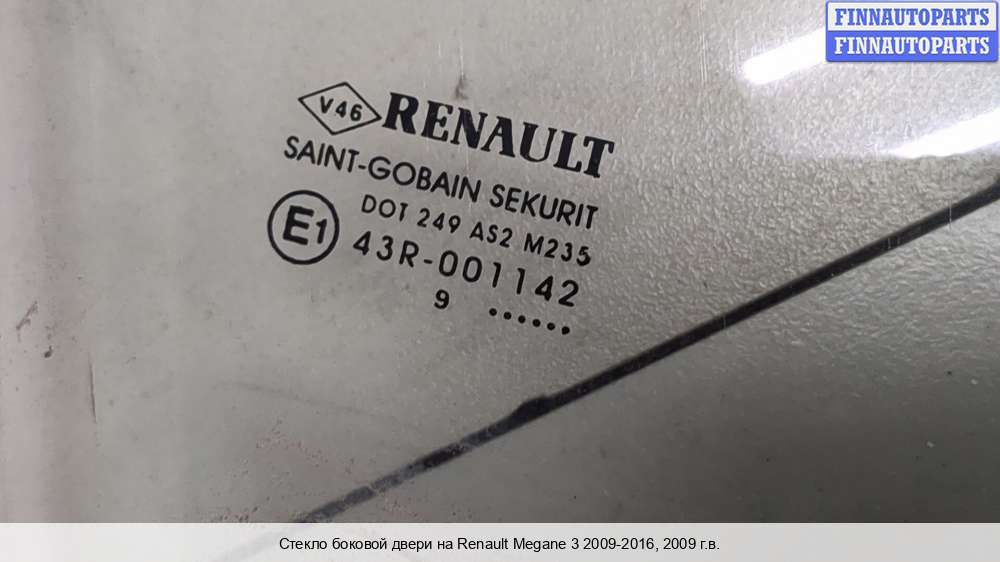 FINNAUTOPARTS
FINNAUTOPARTS
V46 RENAULT
SAINT-GOBAIN SEKURIT
DOT 249 AS2 M235
E1 43R-001142
9 ......
Стекло боковой двери на Renault Megane 3 2009-2016, 2009 г.в.